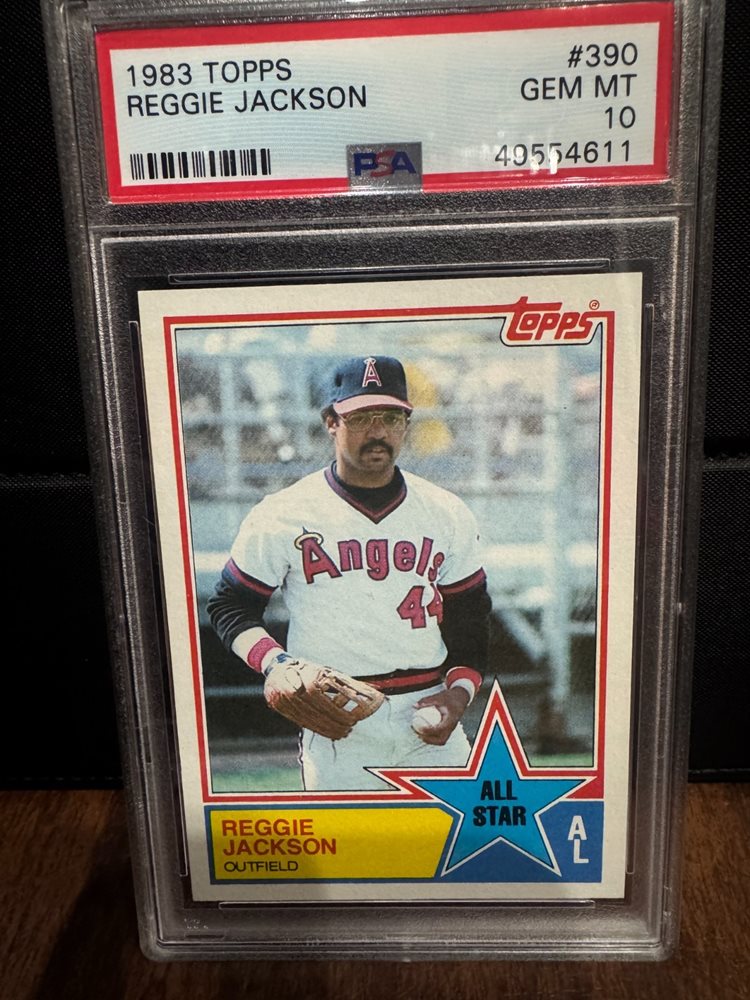 1983 TOPPS #390
REGGIE JACKSON GEM MT
10
PSA 49554611
TOPPS®
A
Angels
44
ALL
STAR
REGGIE
JACKSON
OUTFIELD
AL